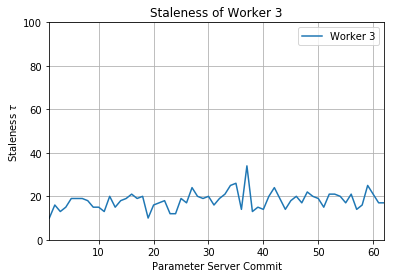 Staleness of Worker 3
100
Worker 3
80
60
Staleness τ
40
20
0
10 20 30 40 50 60
Parameter Server Commit